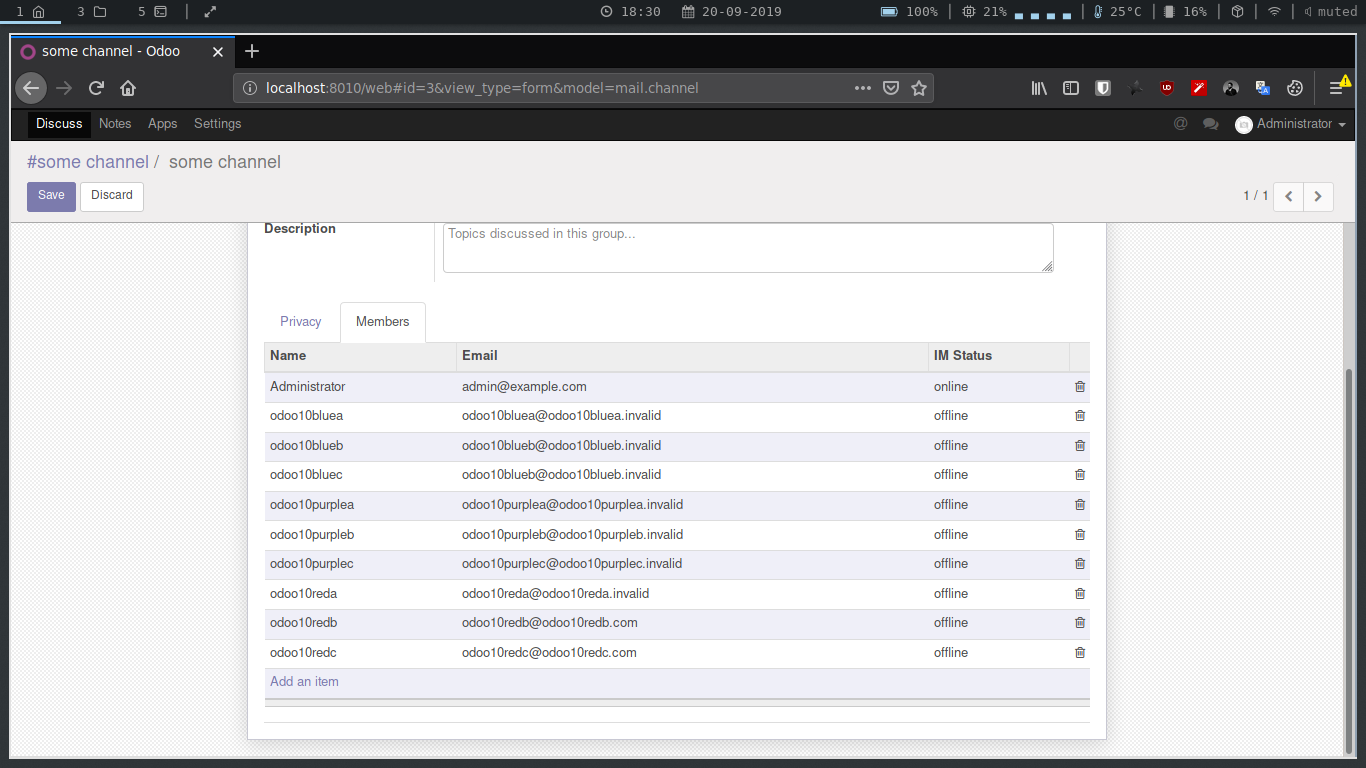 1 3 5 18:30 20-09-2019 100% 21% 25°C 16% muted
some channel - Odoo
localhost:8010/web#id=3&view_type=form&model=mail.channel
Discuss Notes Apps Settings @ Administrator
#some channel / some channel
Save Discard 1 / 1
Description Topics discussed in this group...
Privacy Members
Name Email IM Status
Administrator admin@example.com online
odoo10bluea odoo10bluea@odoo10bluea.invalid offline
odoo10blueb odoo10blueb@odoo10blueb.invalid offline
odoo10bluec odoo10blueb@odoo10blueb.invalid offline
odoo10purplea odoo10purplea@odoo10purplea.invalid offline
odoo10purpleb odoo10purpleb@odoo10purpleb.invalid offline
odoo10purplec odoo10purplec@odoo10purplec.invalid offline
odoo10reda odoo10reda@odoo10reda.invalid offline
odoo10redb odoo10redb@odoo10redb.com offline
odoo10redc odoo10redc@odoo10redc.com offline
Add an item